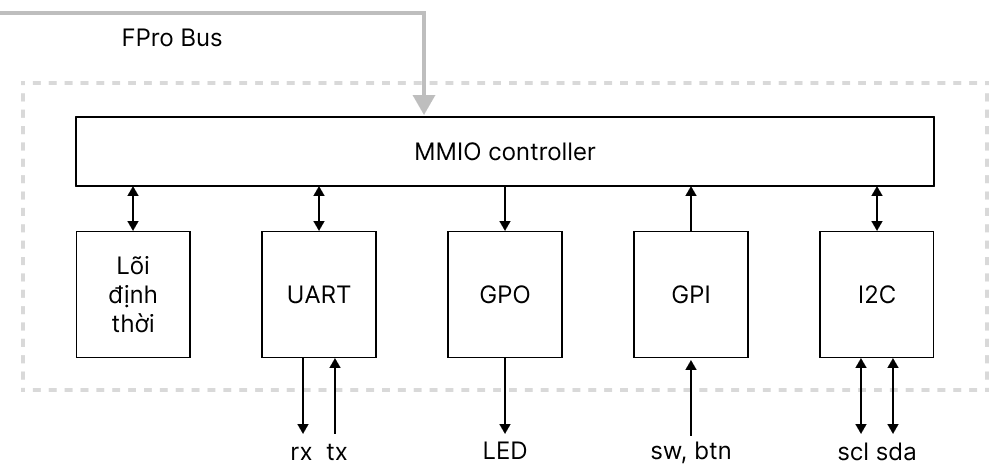 FPro Bus
MMIO controller
Lõi
định
thời
UART
GPO
GPI
I2C
rx tx
LED
sw, btn
scl sda